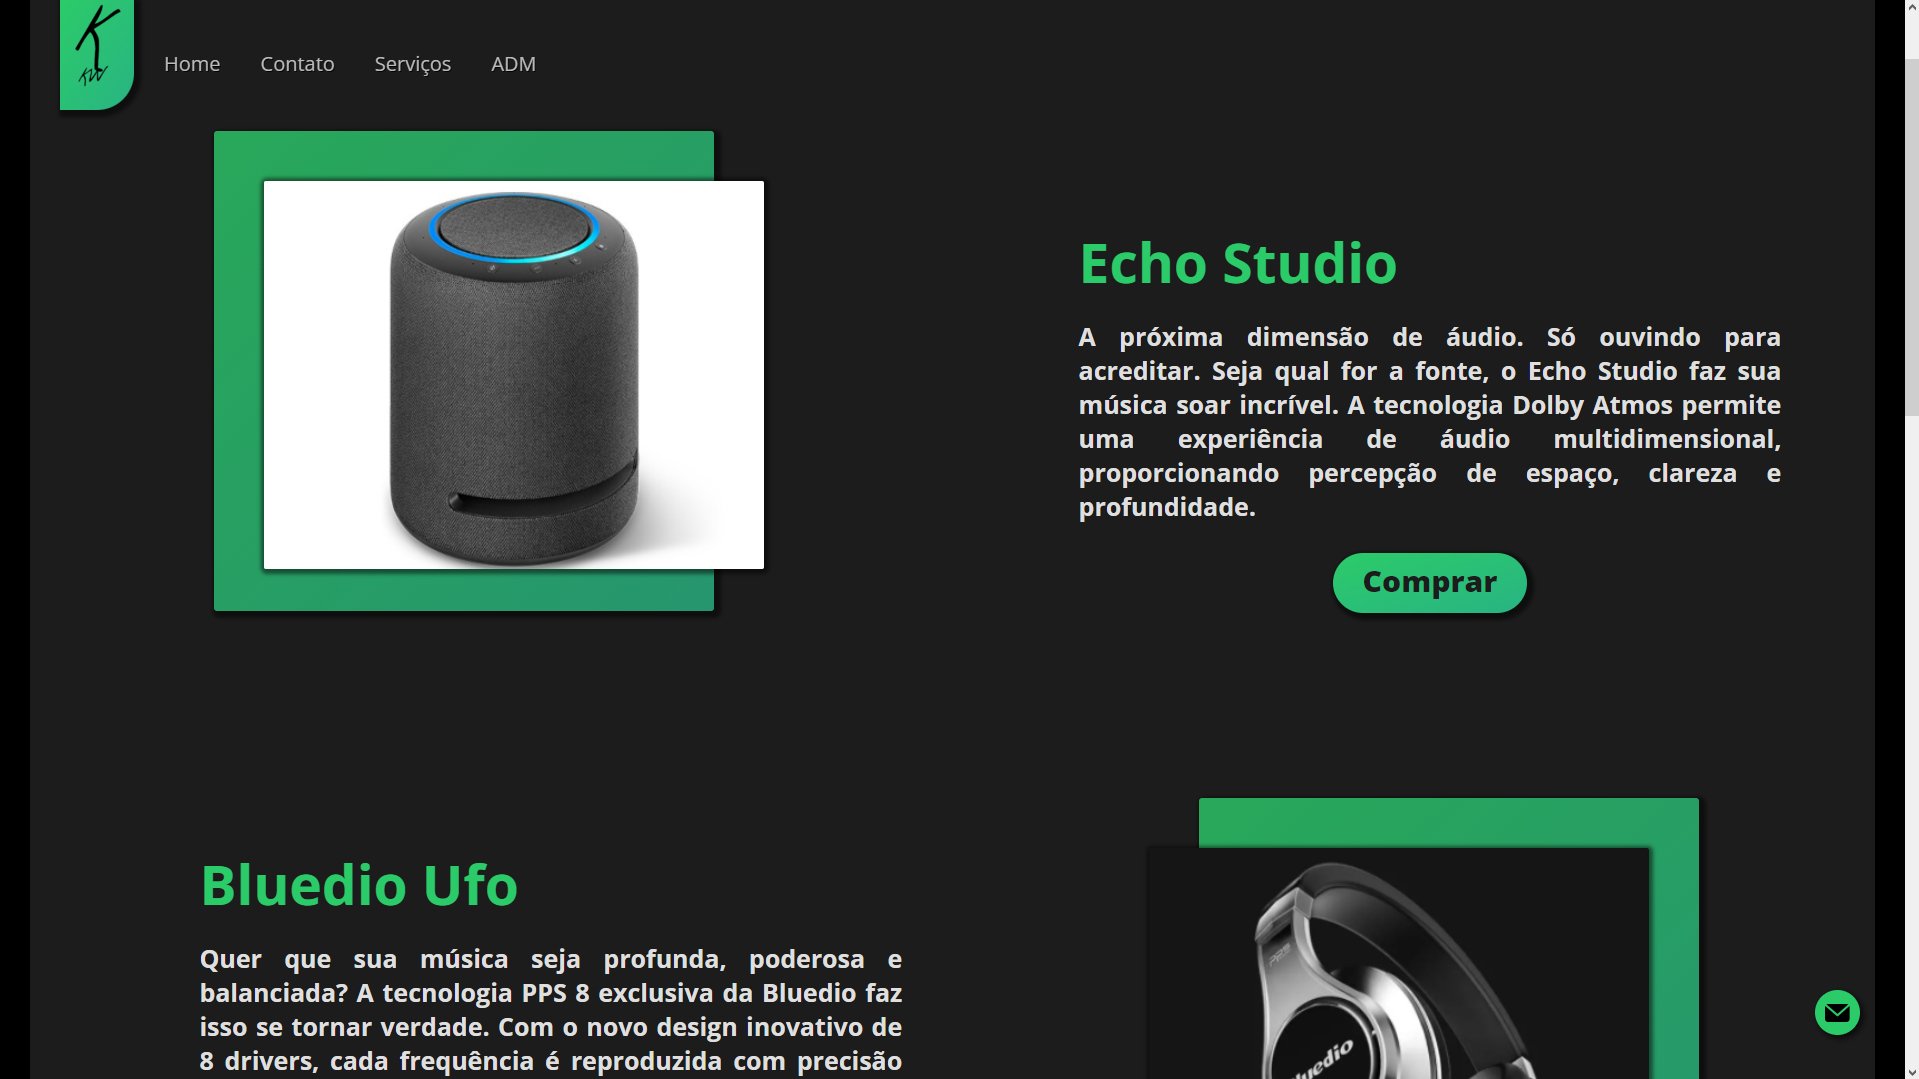 KW
Home
Contato
Serviços
ADM
Echo Studio
A próxima dimensão de áudio. Só ouvindo para
acreditar. Seja qual for a fonte, o Echo Studio faz sua
música soar incrível. A tecnologia Dolby Atmos permite
uma experiência de áudio multidimensional,
proporcionando percepção de espaço, clareza e
profundidade.
Comprar
Bluedio Ufo
Quer que sua música seja profunda, poderosa e
balanciada? A tecnologia PPS 8 exclusiva da Bluedio faz
isso se tornar verdade. Com o novo design inovativo de
8 drivers, cada frequência é reproduzida com precisão